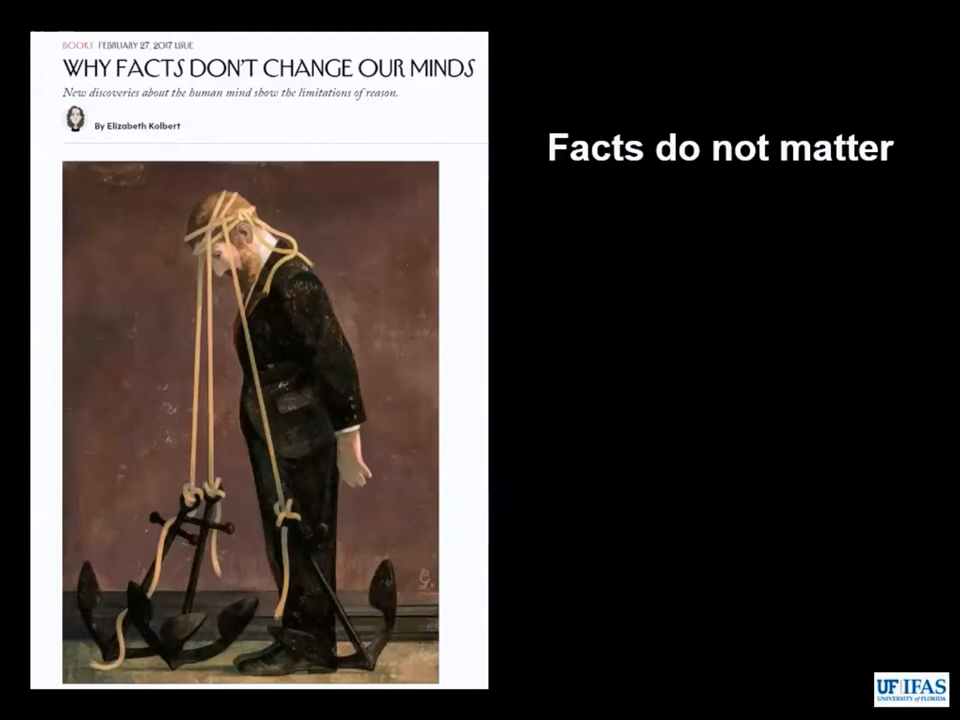 BOOKS FEBRUARY 27, 2017 ISSUE
WHY FACTS DON'T CHANGE OUR MINDS
New discoveries about the human mind show the limitations of reason.
By Elizabeth Kolbert
Facts do not matter
UF IFAS
UNIVERSITY of FLORIDA